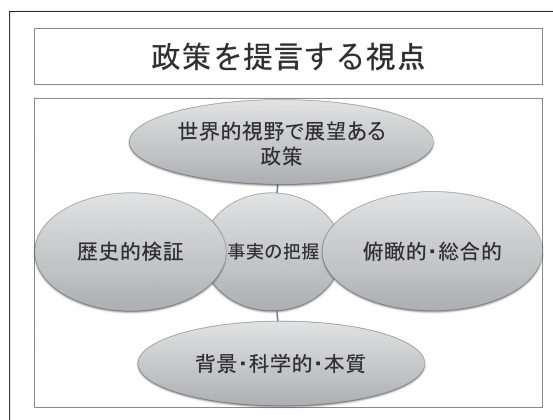 政策を提言する視点
世界的視野で展望ある
政策
歴史的検証
事実の把握
俯瞰的・総合的
背景・科学的・本質